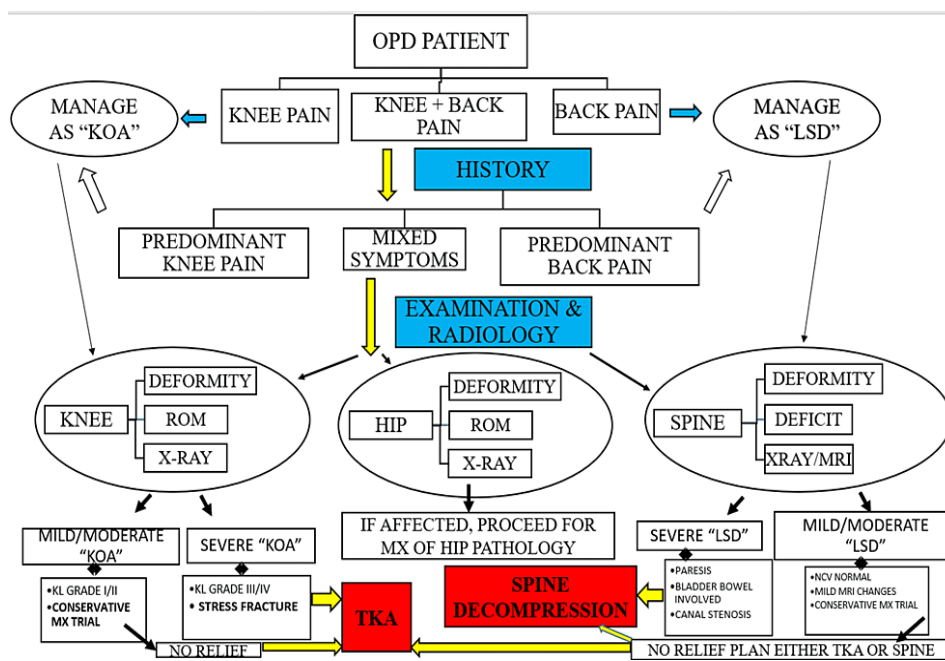 OPD PATIENT
MANAGE
AS “KOA”
KNEE PAIN
KNEE + BACK
PAIN
BACK PAIN
MANAGE
AS “LSD”
HISTORY
PREDOMINANT
KNEE PAIN
MIXED
SYMPTOMS
PREDOMINANT
BACK PAIN
EXAMINATION &
RADIOLOGY
KNEE
DEFORMITY
ROM
X-RAY
HIP
DEFORMITY
ROM
X-RAY
SPINE
DEFORMITY
DEFICIT
XRAY/MRI
MILD/MODERATE
“KOA”
SEVERE “KOA”
IF AFFECTED, PROCEED FOR
MX OF HIP PATHOLOGY
SEVERE “LSD”
MILD/MODERATE
“LSD”
•KL GRADE I/II
•CONSERVATIVE
MX TRIAL
•KL GRADE III/IV
•STRESS FRACTURE
TKA
SPINE
DECOMPRESSION
•PARESIS
•BLADDER BOWEL
INVOLVED
•CANAL STENOSIS
•NCV NORMAL
•MILD MRI CHANGES
•CONSERVATIVE MX TRIAL
NO RELIEF
NO RELIEF PLAN EITHER TKA OR SPINE